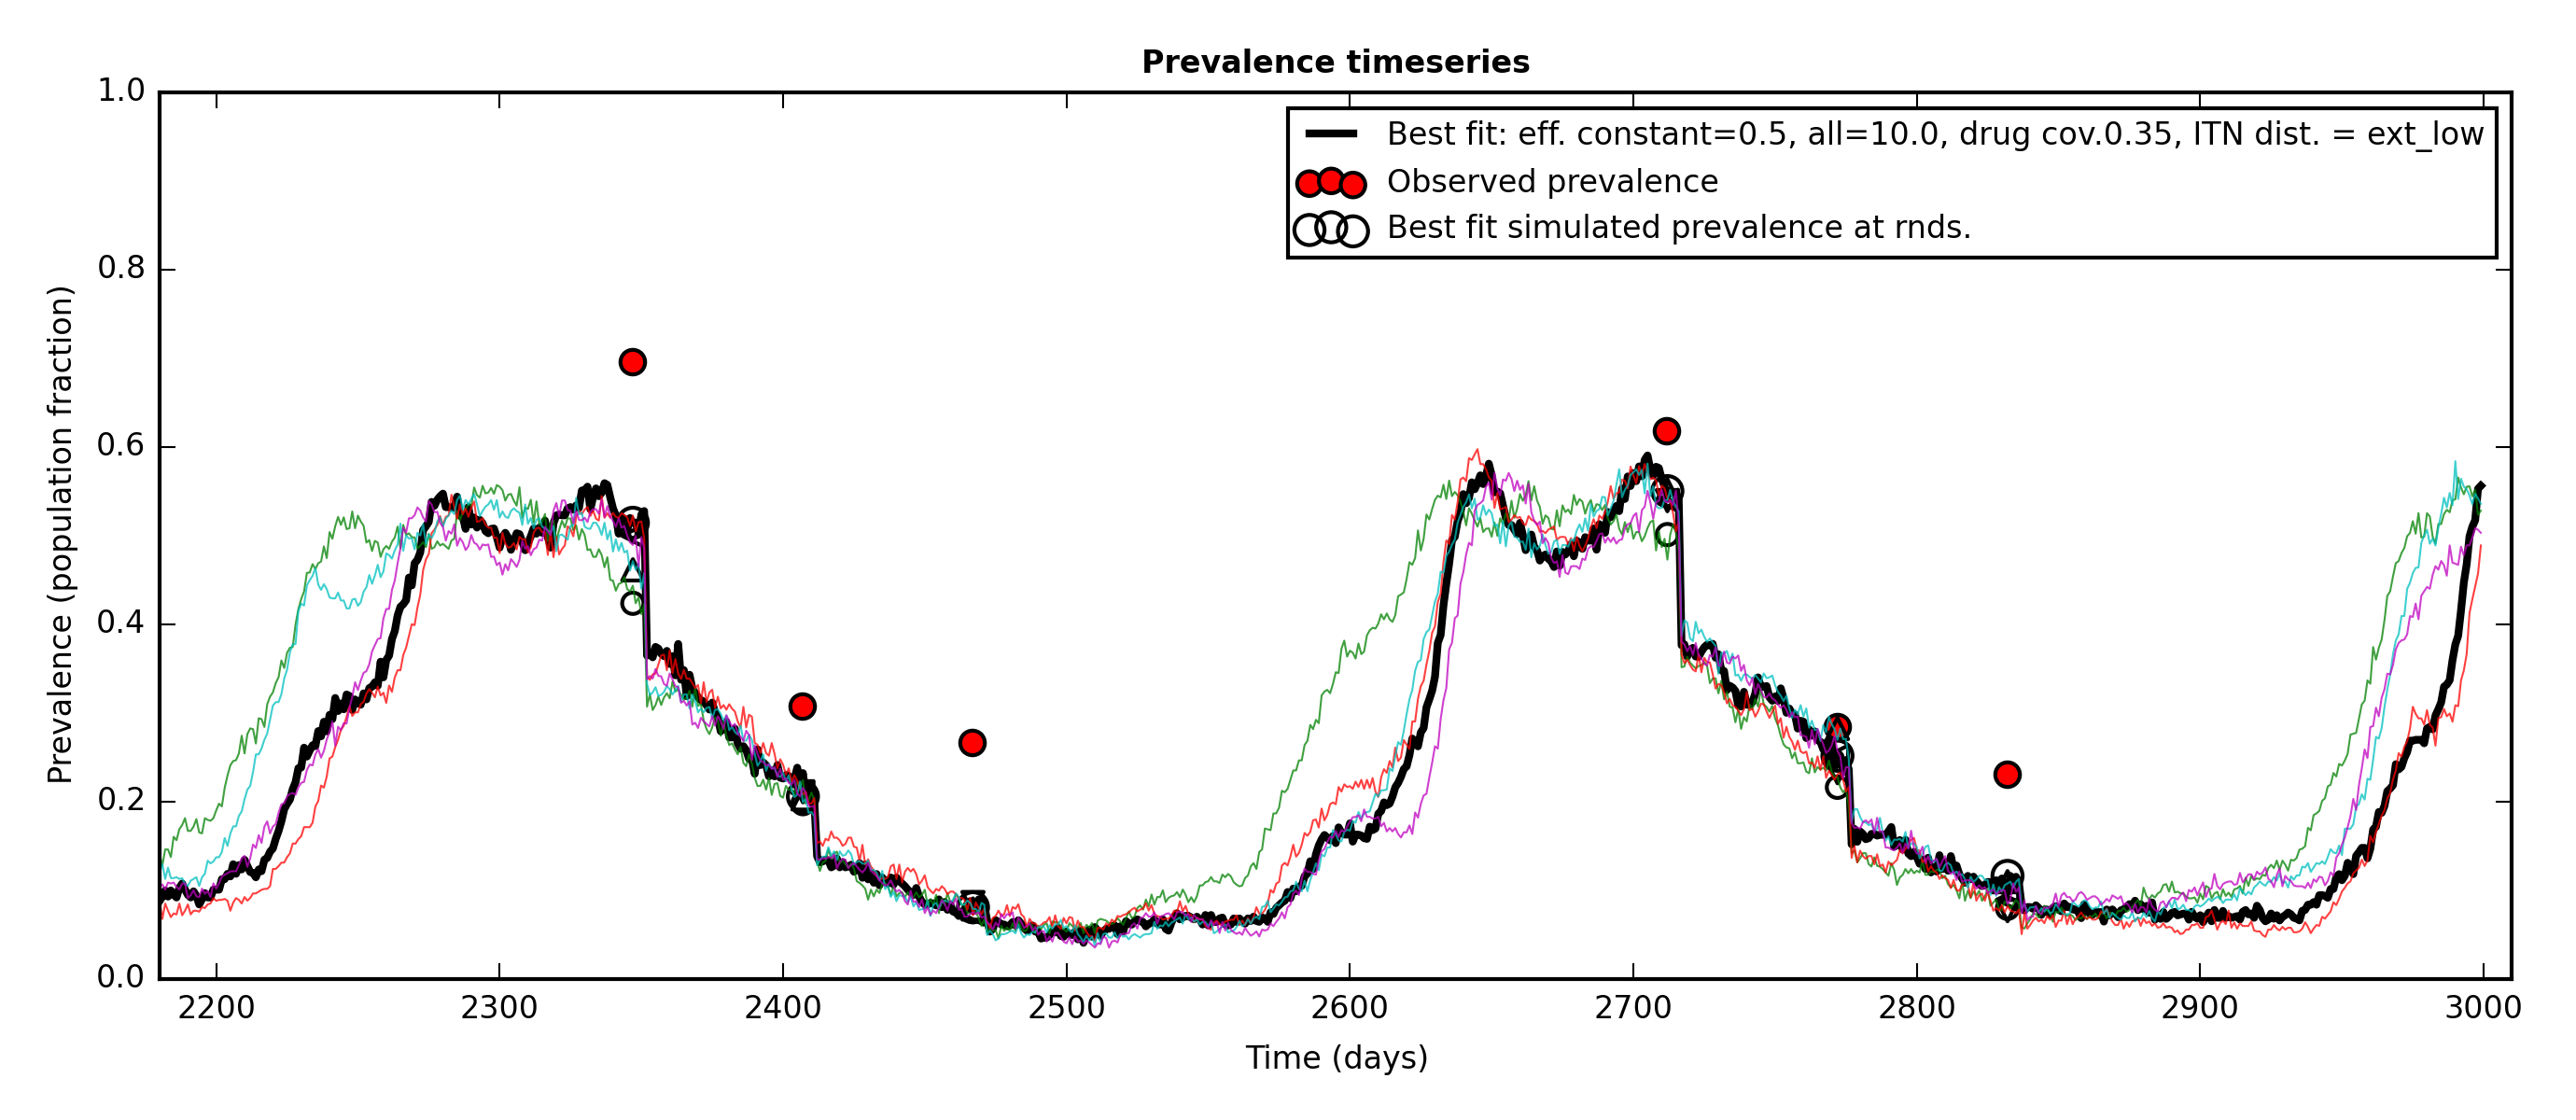 Prevalence timeseries
Best fit: eff. constant=0.5, all=10.0, drug cov.0.35, ITN dist. = ext_low
Observed prevalence
Best fit simulated prevalence at rnds.
Prevalence (population fraction)
1.0
0.8
0.6
0.4
0.2
0.0
2200 2300 2400 2500 2600 2700 2800 2900 3000
Time (days)